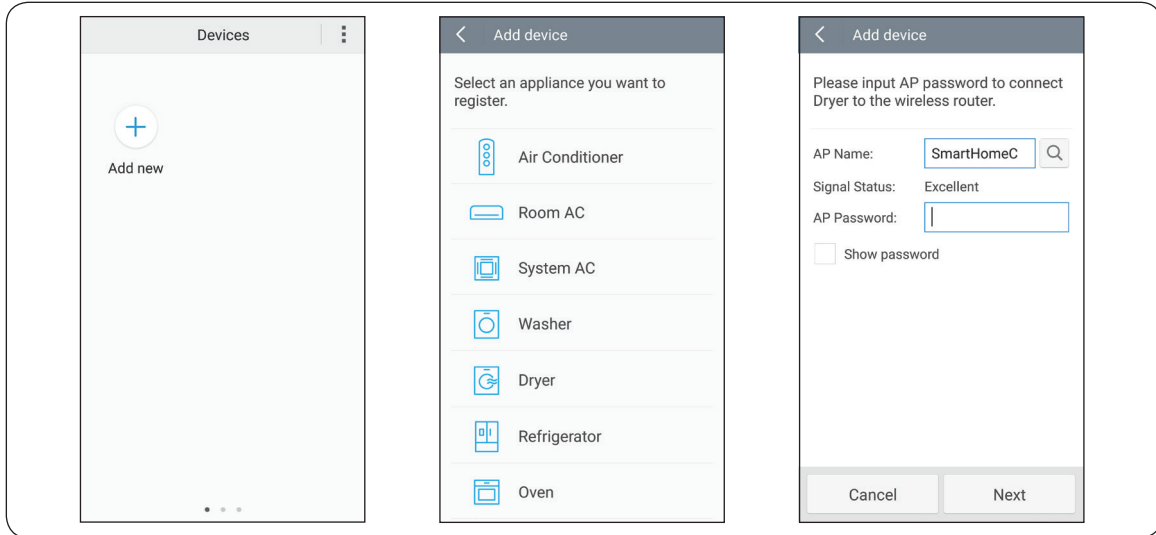 Devices
Add new
Add device
Select an appliance you want to
register.
Air Conditioner
Room AC
System AC
Washer
Dryer
Refrigerator
Oven
Add device
Please input AP password to connect
Dryer to the wireless router.
AP Name: SmartHomeC
Signal Status: Excellent
AP Password:
Show password
Cancel Next